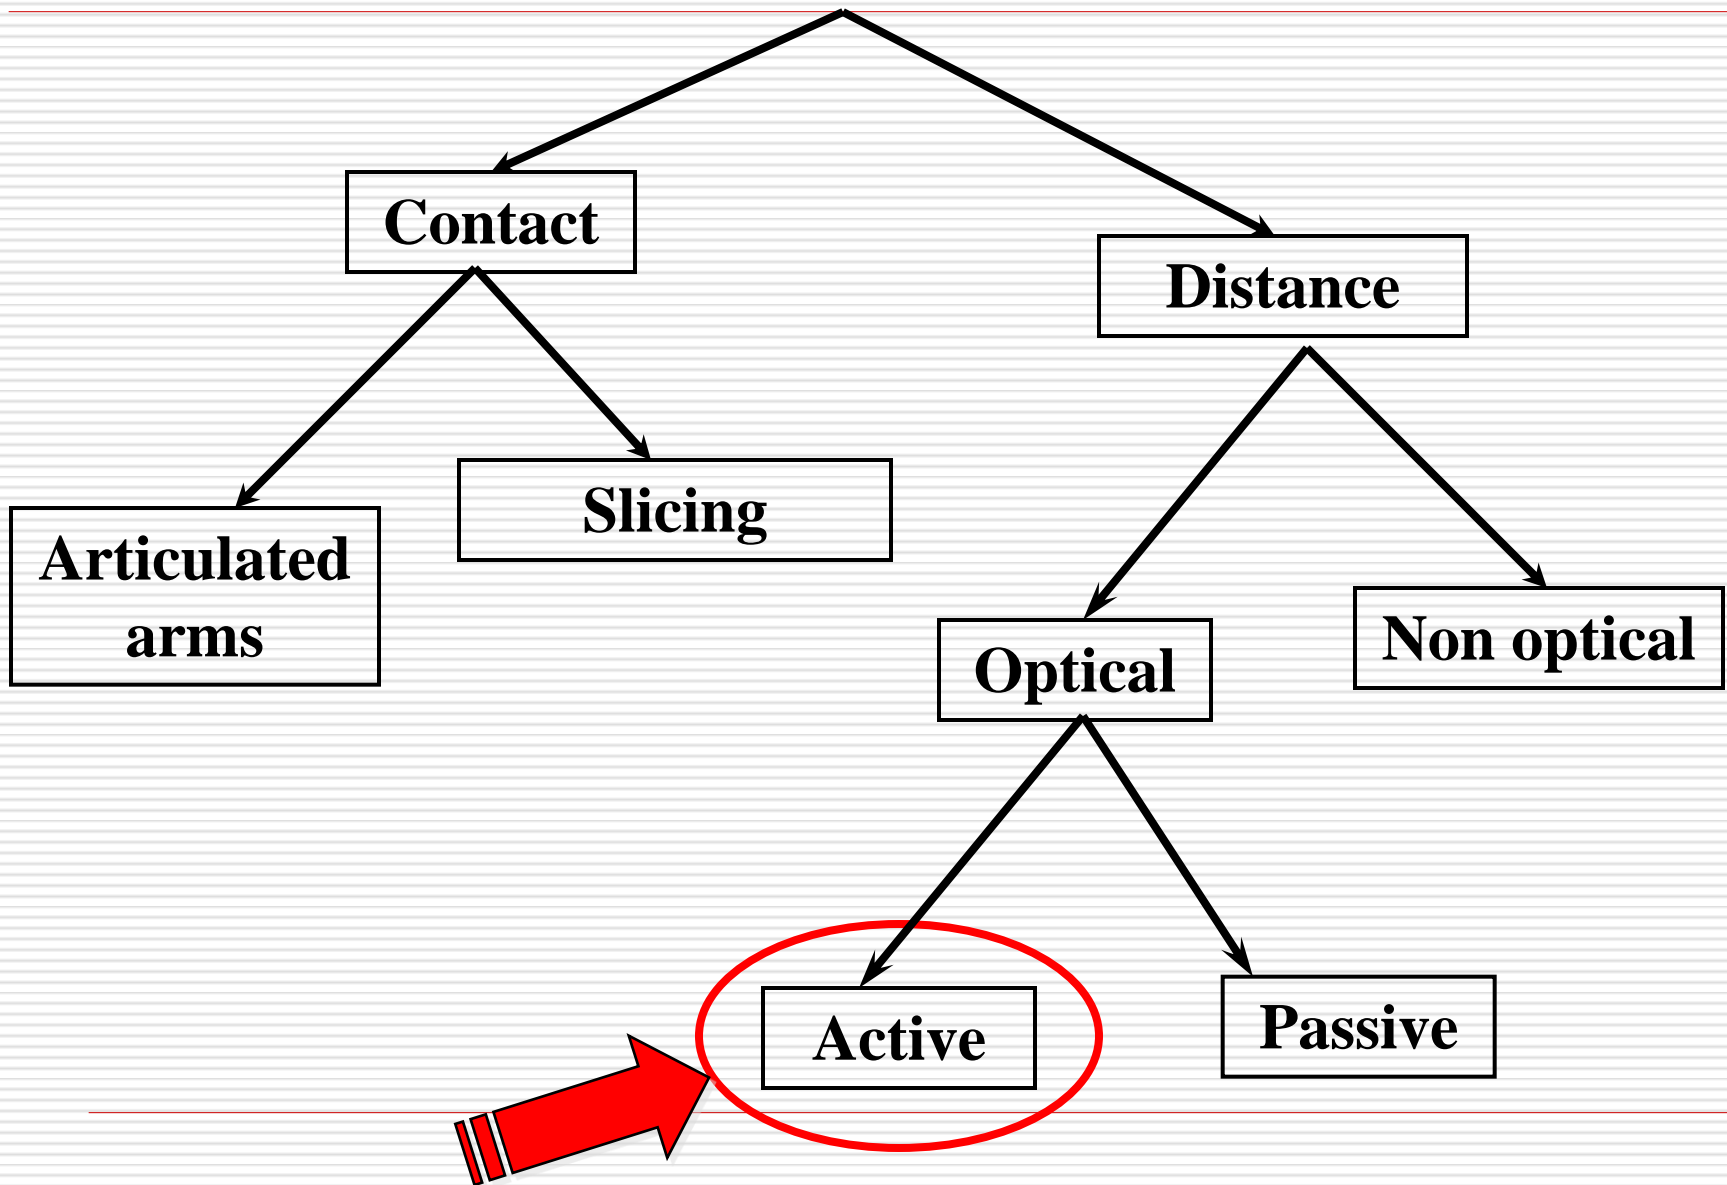 Contact
Distance
Slicing
Articulated
arms
Optical
Non optical
Active
Passive